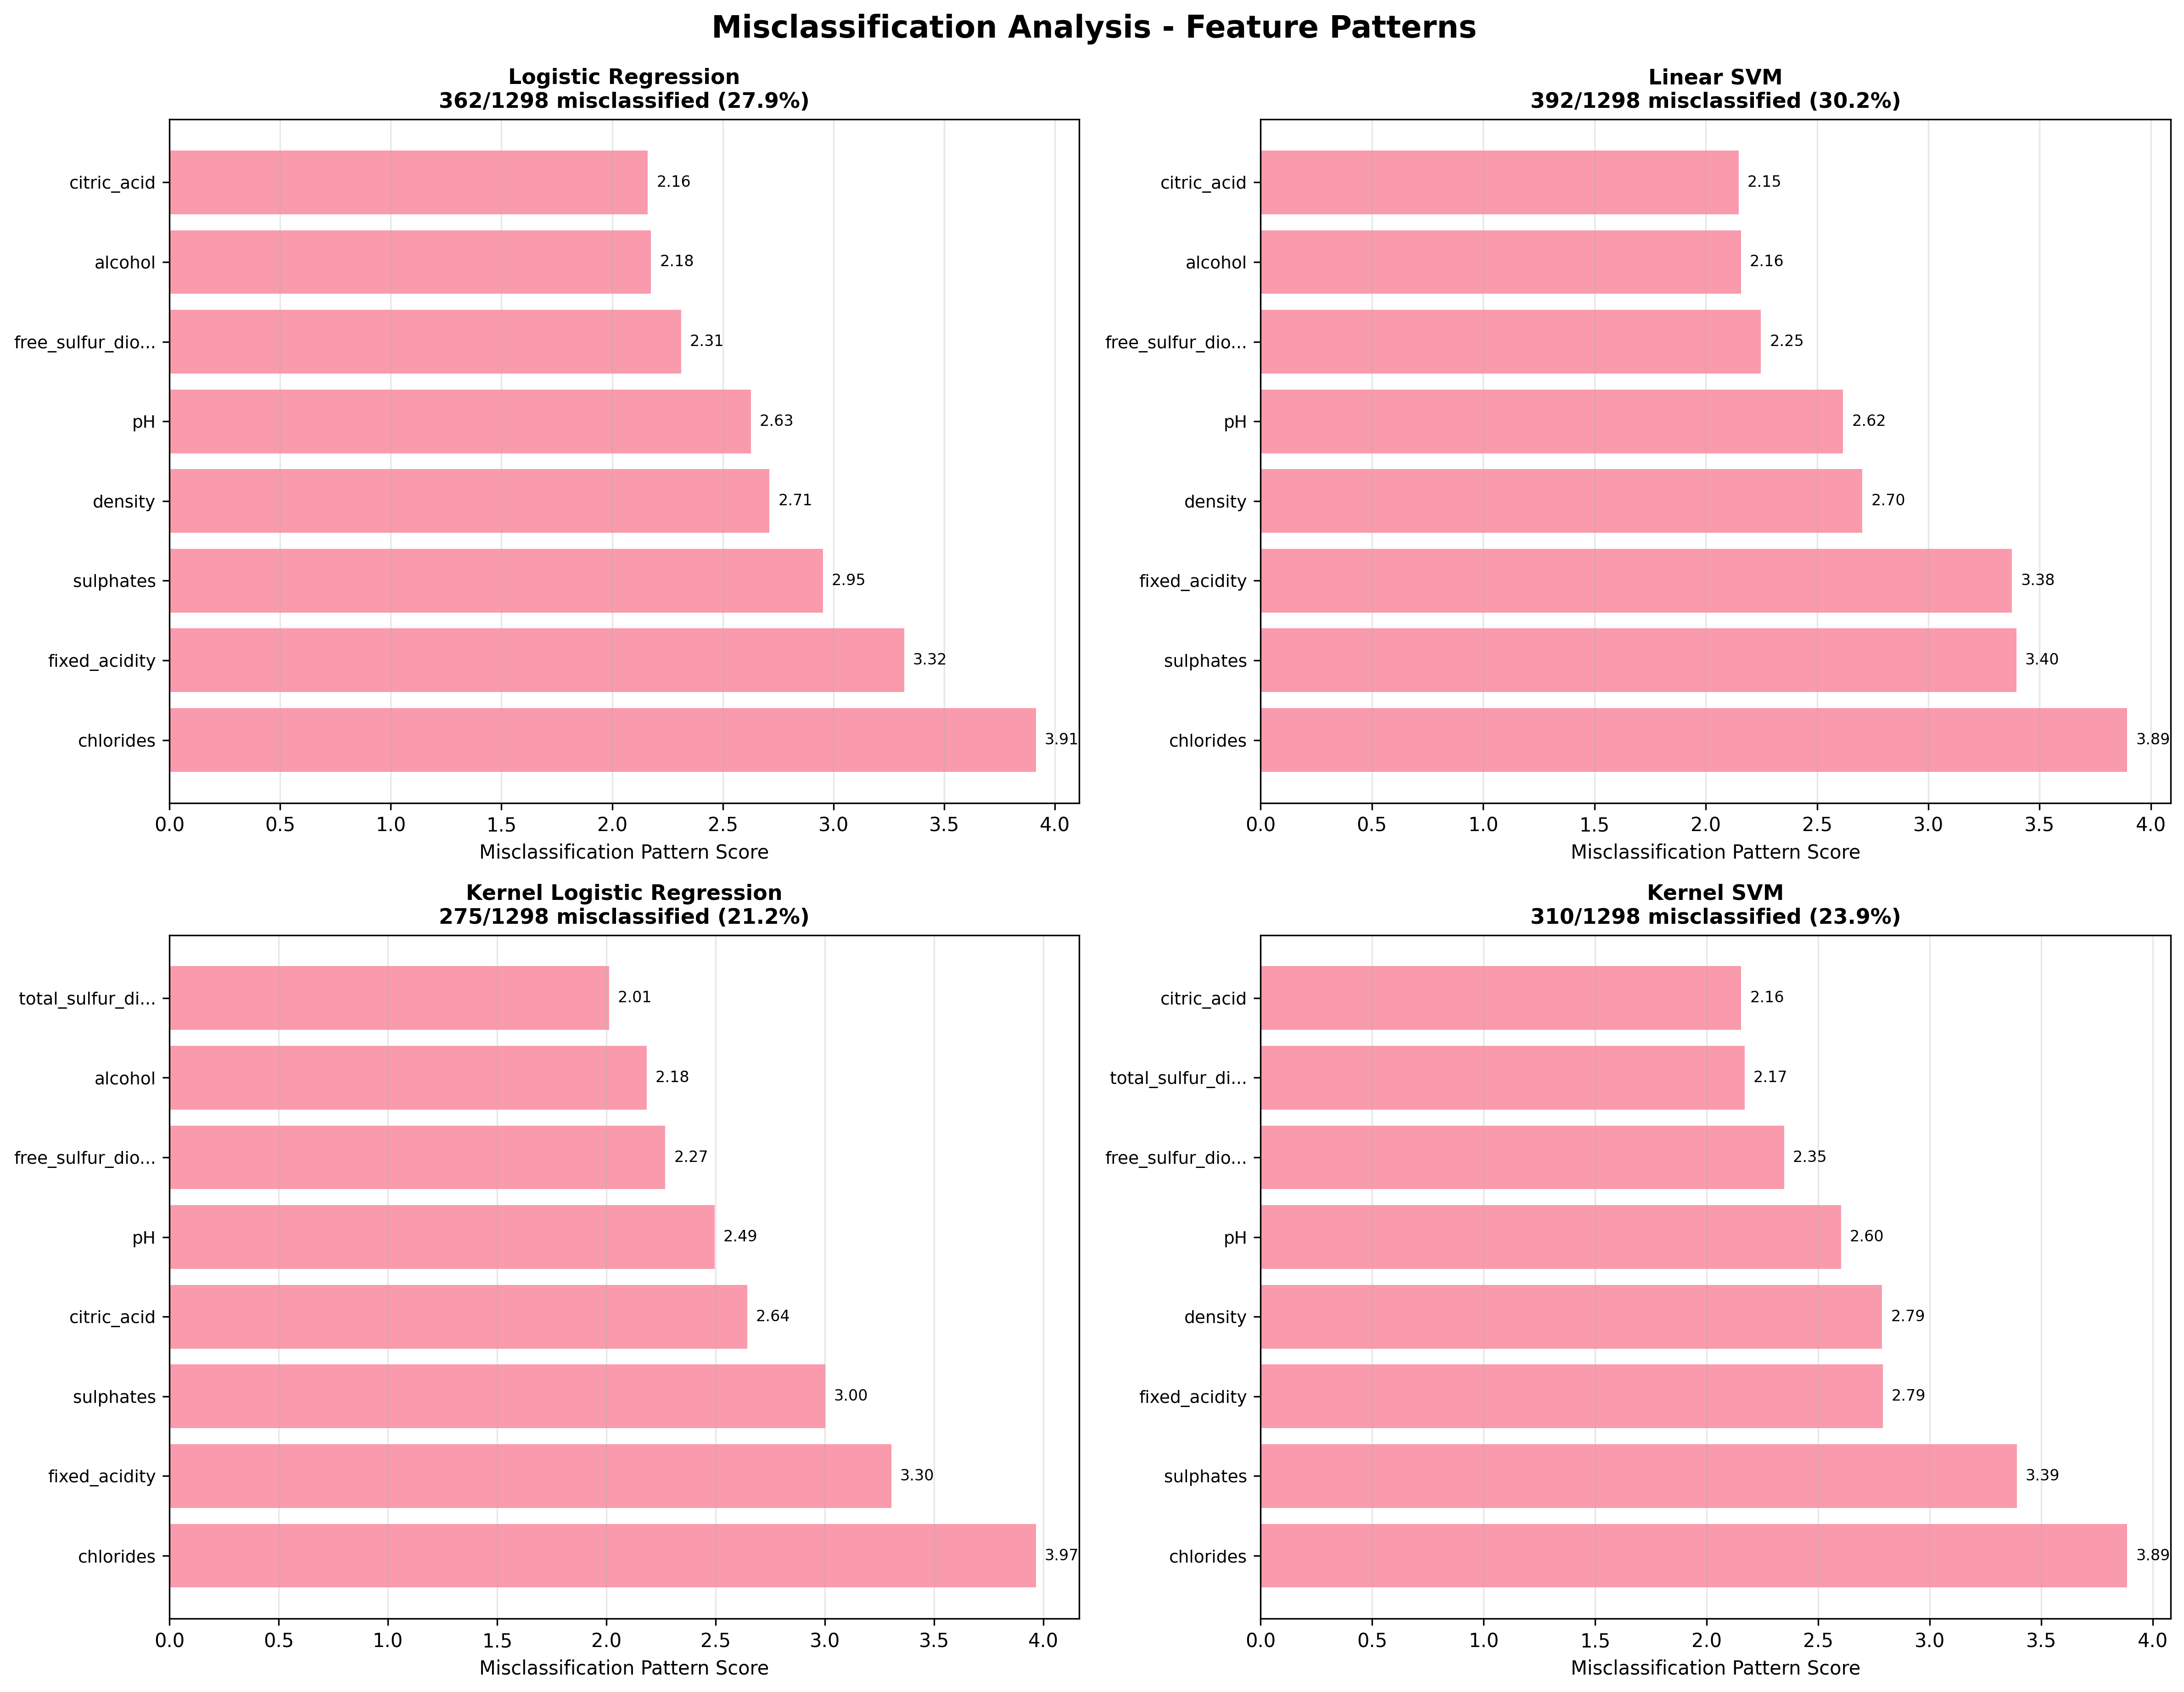 Misclassification Analysis - Feature Patterns
Logistic Regression
362/1298 misclassified (27.9%)
citric_acid 2.16
alcohol 2.18
free_sulfur_dio... 2.31
pH 2.63
density 2.71
sulphates 2.95
fixed_acidity 3.32
chlorides 3.91
0.0 0.5 1.0 1.5 2.0 2.5 3.0 3.5 4.0
Misclassification Pattern Score
Linear SVM
392/1298 misclassified (30.2%)
citric_acid 2.15
alcohol 2.16
free_sulfur_dio... 2.25
pH 2.62
density 2.70
fixed_acidity 3.38
sulphates 3.40
chlorides 3.89
0.0 0.5 1.0 1.5 2.0 2.5 3.0 3.5 4.0
Misclassification Pattern Score
Kernel Logistic Regression
275/1298 misclassified (21.2%)
total_sulfur_di... 2.01
alcohol 2.18
free_sulfur_dio... 2.27
pH 2.49
citric_acid 2.64
sulphates 3.00
fixed_acidity 3.30
chlorides 3.97
0.0 0.5 1.0 1.5 2.0 2.5 3.0 3.5 4.0
Misclassification Pattern Score
Kernel SVM
310/1298 misclassified (23.9%)
citric_acid 2.16
total_sulfur_di... 2.17
free_sulfur_dio... 2.35
pH 2.60
density 2.79
fixed_acidity 2.79
sulphates 3.39
chlorides 3.89
0.0 0.5 1.0 1.5 2.0 2.5 3.0 3.5 4.0
Misclassification Pattern Score